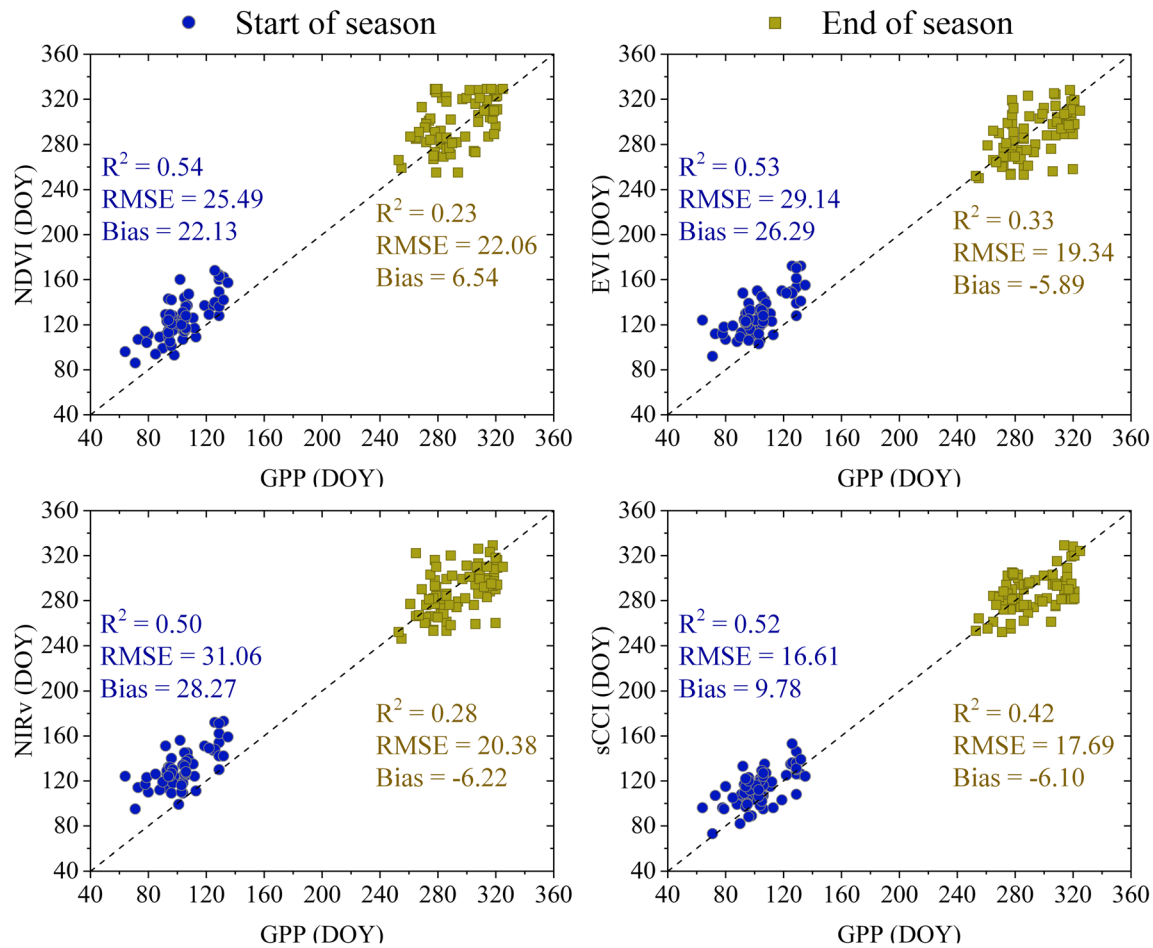 Start of season
End of season
360
320
280
240
200
160
120
80
40
NDVI (DOY)
R² = 0.54
RMSE = 25.49
Bias = 22.13
R² = 0.23
RMSE = 22.06
Bias = 6.54
40 80 120 160 200 240 280 320 360
GPP (DOY)
360
320
280
240
200
160
120
80
40
EVI (DOY)
R² = 0.53
RMSE = 29.14
Bias = 26.29
R² = 0.33
RMSE = 19.34
Bias = -5.89
40 80 120 160 200 240 280 320 360
GPP (DOY)
360
320
280
240
200
160
120
80
40
NIRv (DOY)
R² = 0.50
RMSE = 31.06
Bias = 28.27
R² = 0.28
RMSE = 20.38
Bias = -6.22
40 80 120 160 200 240 280 320 360
GPP (DOY)
360
320
280
240
200
160
120
80
40
sCCI (DOY)
R² = 0.52
RMSE = 16.61
Bias = 9.78
R² = 0.42
RMSE = 17.69
Bias = -6.10
40 80 120 160 200 240 280 320 360
GPP (DOY)